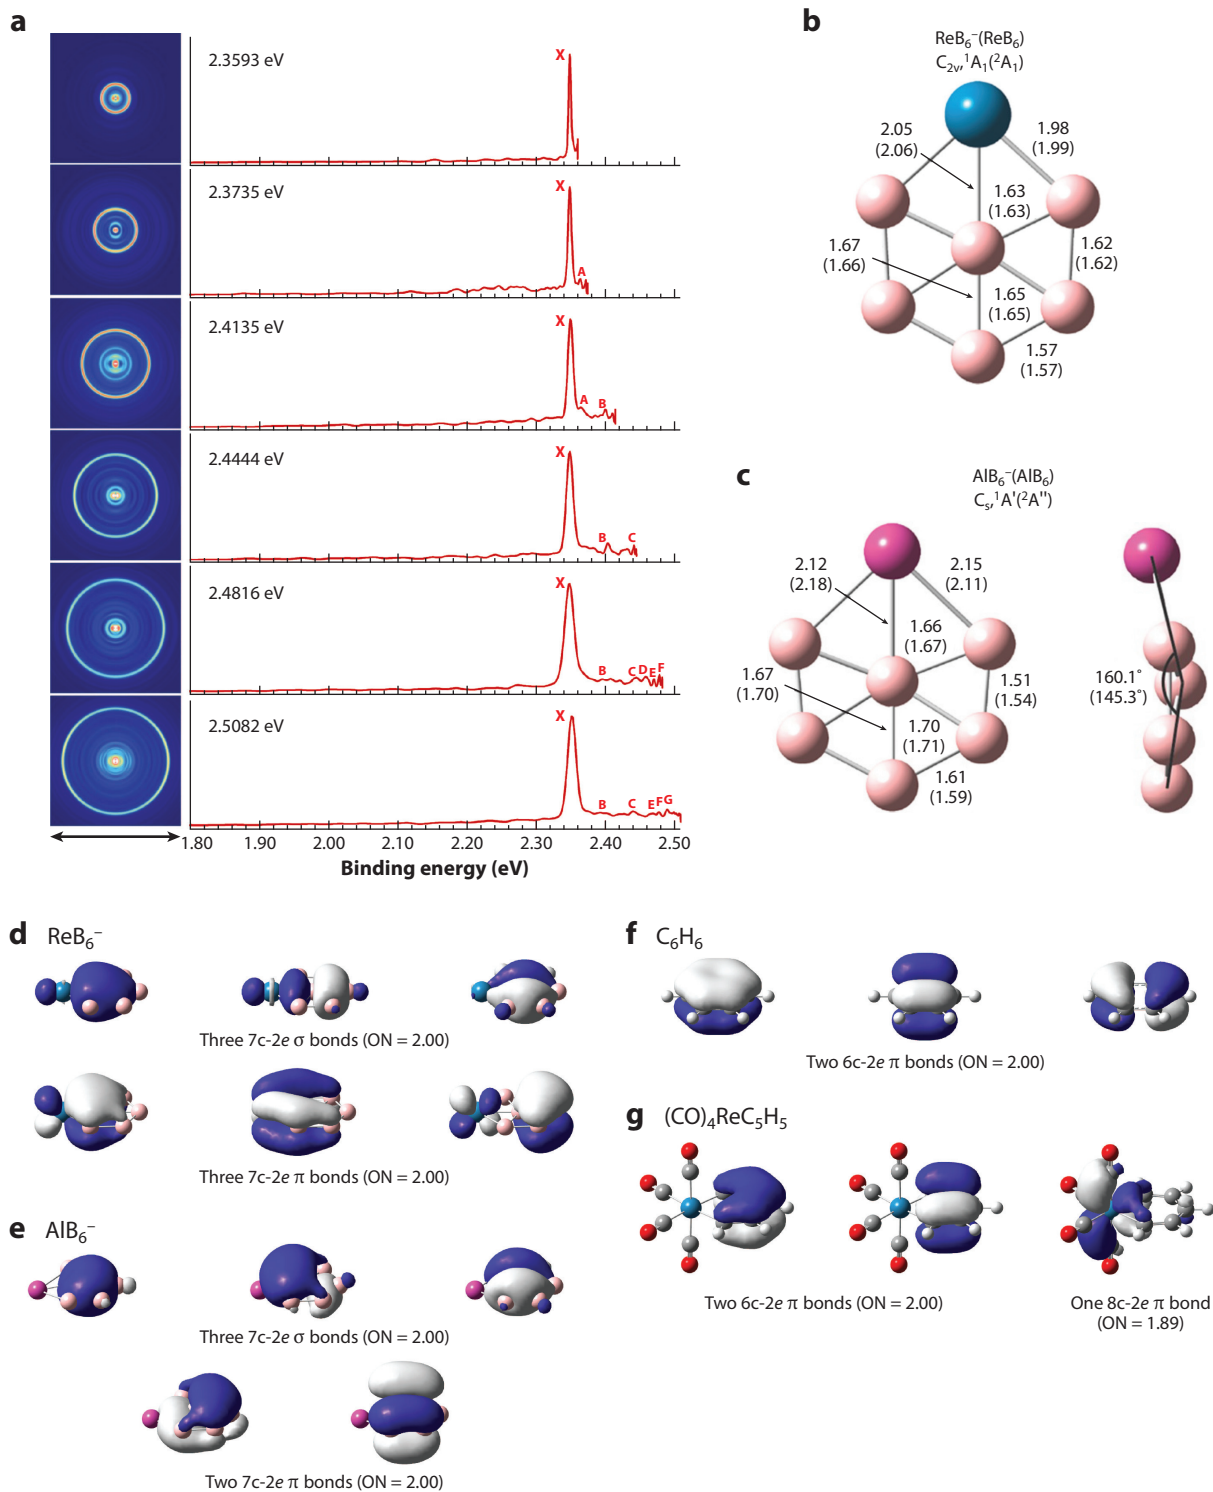 a
2.3593 eV
X
2.3735 eV
X
A
2.4135 eV
X
A
B
2.4444 eV
X
B
C
2.4816 eV
X
B
C
D
E
F
2.5082 eV
X
B
C
E
F
G
1.80 1.90 2.00 2.10 2.20 2.30 2.40 2.50
Binding energy (eV)
b
ReB₆⁻(ReB₆)
C₂ᵥ,¹A₁(²A₁)
2.05
(2.06)
1.98
(1.99)
1.63
(1.63)
1.67
(1.66)
1.62
(1.62)
1.65
(1.65)
1.57
(1.57)
c
AlB₆⁻(AlB₆)
Cₛ,¹A'(²A")
2.12
(2.18)
2.15
(2.11)
1.66
(1.67)
1.67
(1.70)
1.51
(1.54)
1.70
(1.71)
1.61
(1.59)
160.1°
(145.3°)
d ReB₆⁻
Three 7c-2e σ bonds (ON = 2.00)
Three 7c-2e π bonds (ON = 2.00)
e AlB₆⁻
Three 7c-2e σ bonds (ON = 2.00)
Two 7c-2e π bonds (ON = 2.00)
f C₆H₆
Two 6c-2e π bonds (ON = 2.00)
g (CO)₄ReC₅H₅
Two 6c-2e π bonds (ON = 2.00)
One 8c-2e π bond
(ON = 1.89)